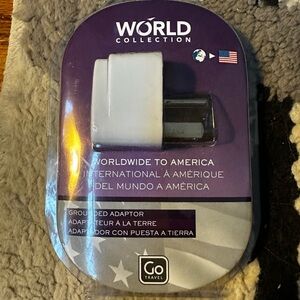 WORLD
COLLECTION
WORLDWIDE TO AMERICA
INTERNATIONAL À AMÉRIQUE
DEL MUNDO A AMÉRICA
GROUNDED ADAPTOR
ADAPTATEUR À LA TERRE
ADAPTADOR CON PUESTA A TIERRA
Go
TRAVEL